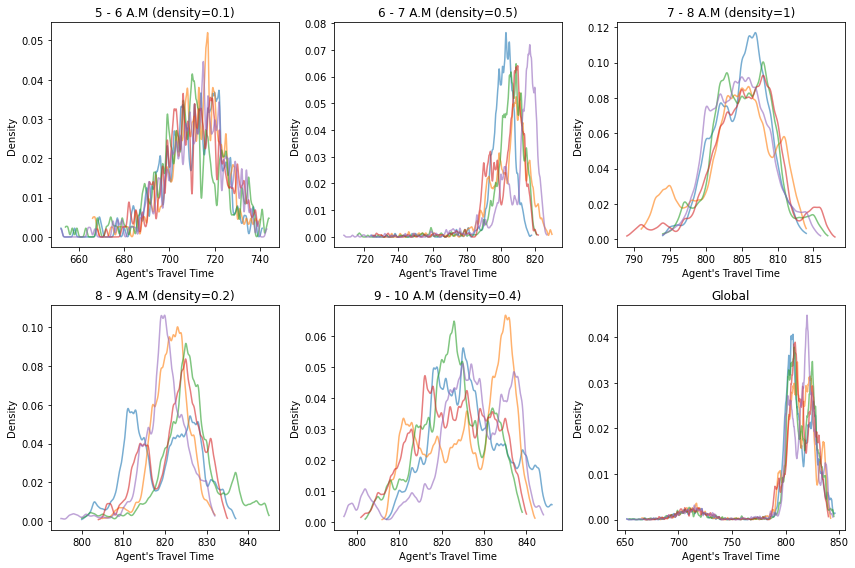 5 - 6 A.M (density=0.1)
0.05
0.04
0.03
0.02
0.01
0.00
Density
660 680 700 720 740
Agent's Travel Time
6 - 7 A.M (density=0.5)
0.08
0.07
0.06
0.05
0.04
0.03
0.02
0.01
0.00
Density
720 740 760 780 800 820
Agent's Travel Time
7 - 8 A.M (density=1)
0.12
0.10
0.08
0.06
0.04
0.02
0.00
Density
790 795 800 805 810 815
Agent's Travel Time
8 - 9 A.M (density=0.2)
0.10
0.08
0.06
0.04
0.02
0.00
Density
800 820 840
Agent's Travel Time
9 - 10 A.M (density=0.4)
0.06
0.05
0.04
0.03
0.02
0.01
0.00
Density
800 810 820 830 840
Agent's Travel Time
Global
0.04
0.03
0.02
0.01
0.00
Density
650 700 750 800 850
Agent's Travel Time